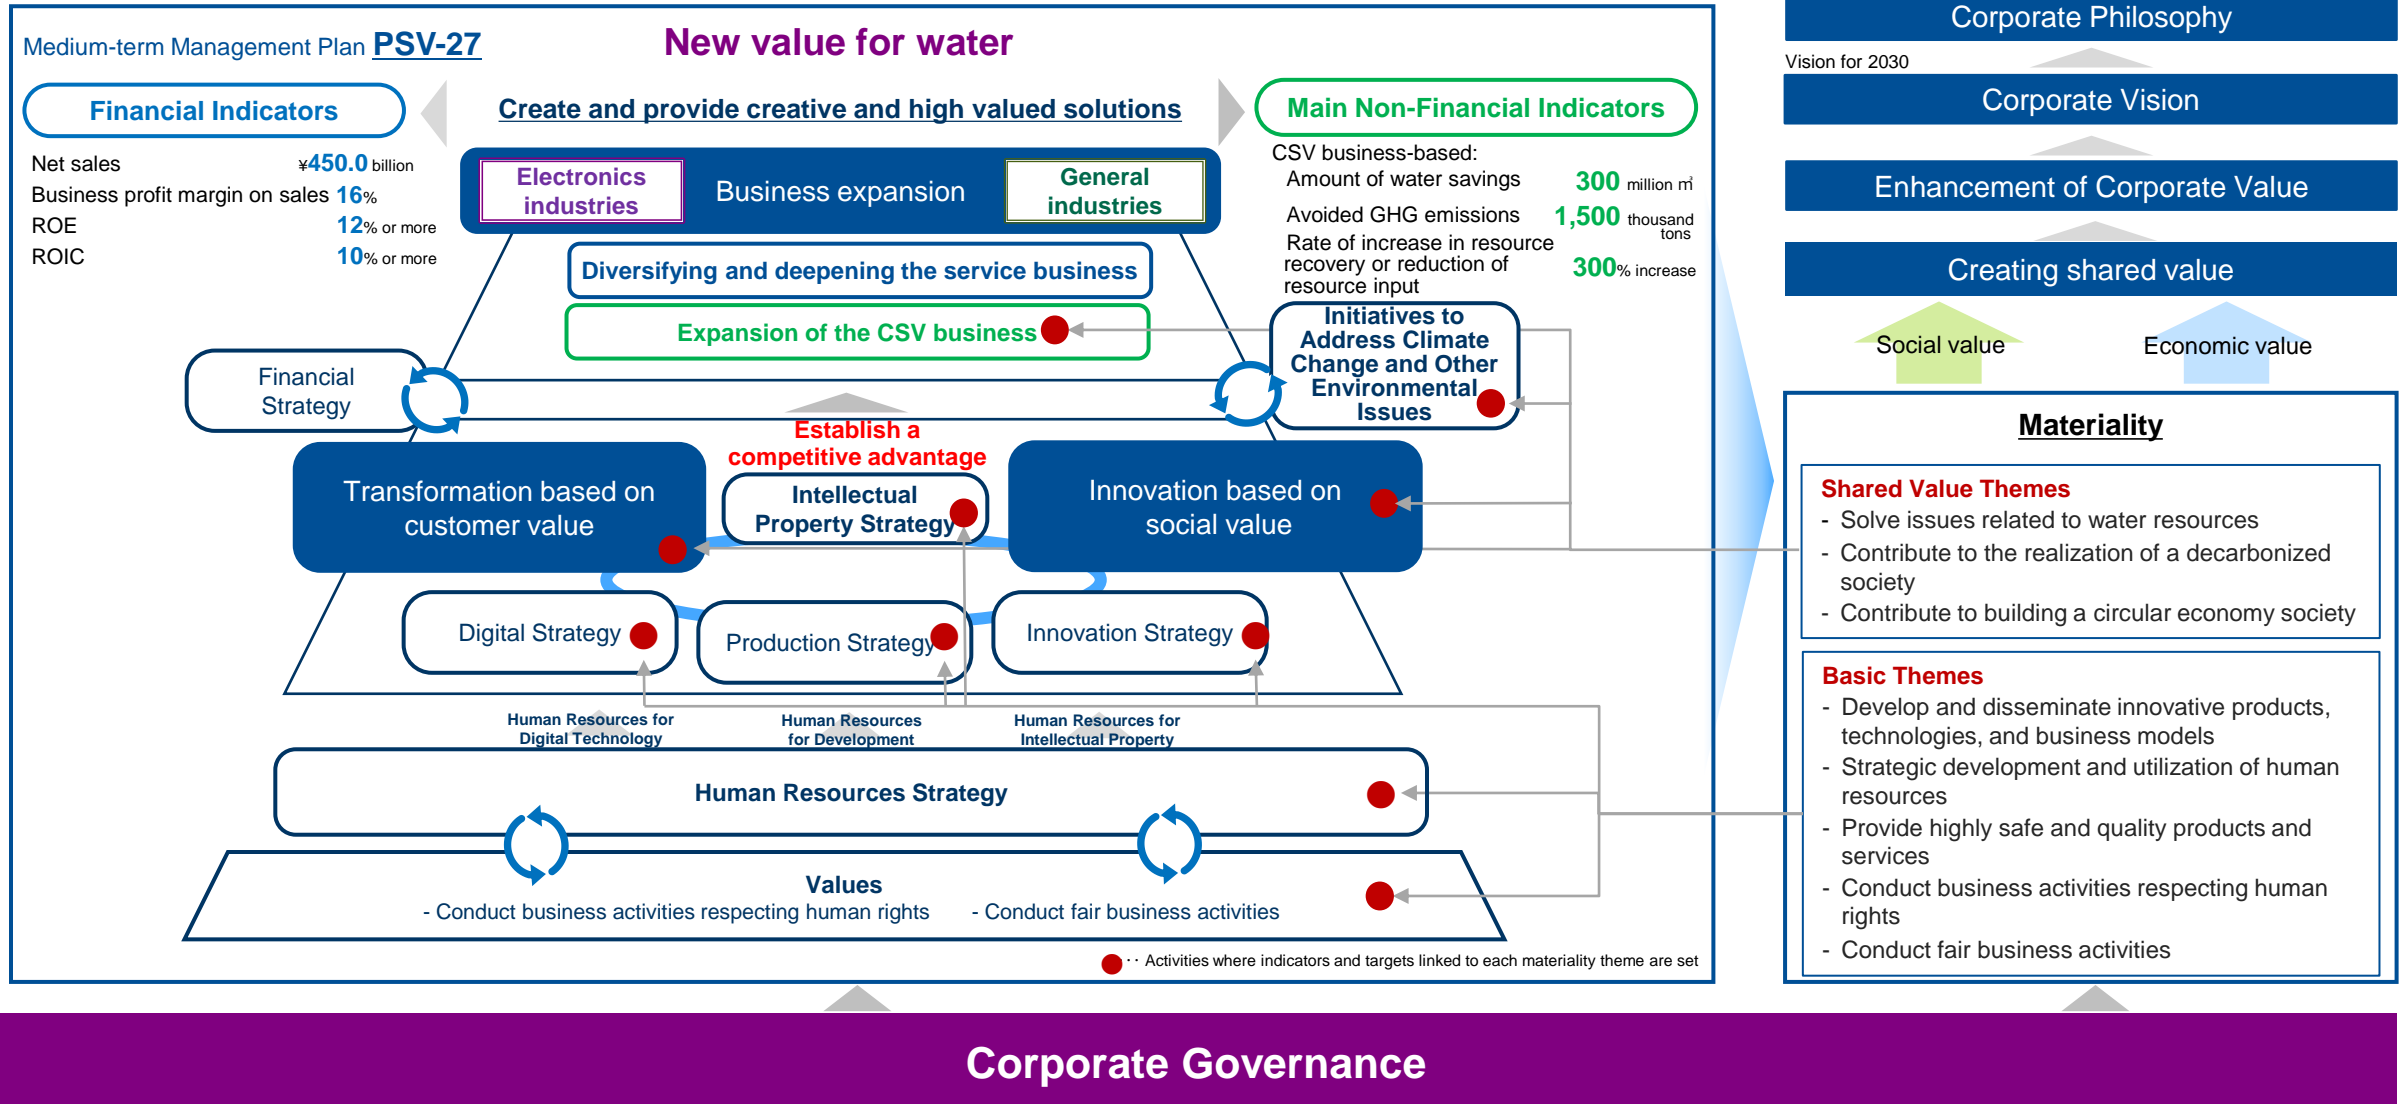 Medium-term Management Plan PSV-27
New value for water
Financial Indicators
Net sales ¥450.0 billion
Business profit margin on sales 16%
ROE 12% or more
ROIC 10% or more
Create and provide creative and high valued solutions
Electronics
industries
Business expansion
General
industries
Diversifying and deepening the service business
Expansion of the CSV business
Main Non-Financial Indicators
CSV business-based:
Amount of water savings 300 million ㎥
Avoided GHG emissions 1,500 thousand
tons
Rate of increase in resource
recovery or reduction of
resource input
300% increase
Financial
Strategy
Initiatives to
Address Climate
Change and Other
Environmental
Issues
Establish a
competitive advantage
Transformation based on
customer value
Intellectual
Property Strategy
Innovation based on
social value
Digital Strategy
Production Strategy
Innovation Strategy
Human Resources for
Digital Technology
Human Resources
for Development
Human Resources for
Intellectual Property
Human Resources Strategy
Values
- Conduct business activities respecting human rights
- Conduct fair business activities
·· Activities where indicators and targets linked to each materiality theme are set
Corporate Philosophy
Vision for 2030
Corporate Vision
Enhancement of Corporate Value
Creating shared value
Social value
Economic value
Materiality
Shared Value Themes
- Solve issues related to water resources
- Contribute to the realization of a decarbonized
society
- Contribute to building a circular economy society
Basic Themes
- Develop and disseminate innovative products,
technologies, and business models
- Strategic development and utilization of human
resources
- Provide highly safe and quality products and
services
- Conduct business activities respecting human
rights
- Conduct fair business activities
Corporate Governance